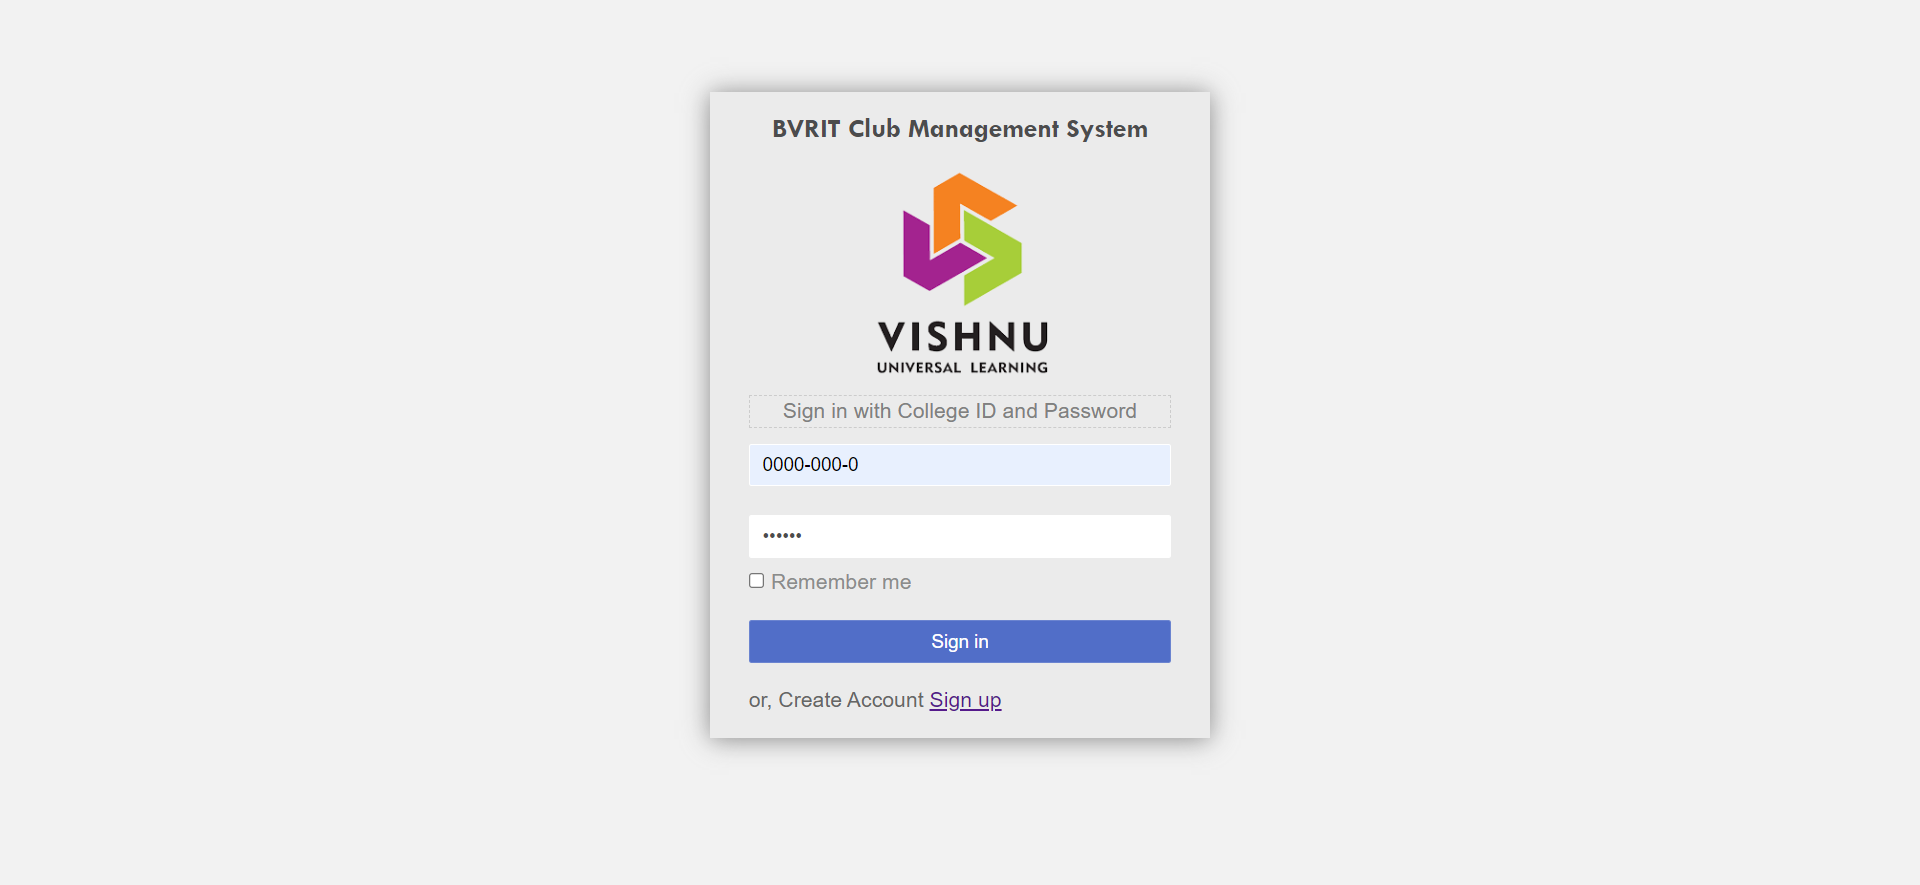 BVRIT Club Management System
VISHNU
UNIVERSAL LEARNING
Sign in with College ID and Password
0000-000-0
••••••
Remember me
Sign in
or, Create Account Sign up